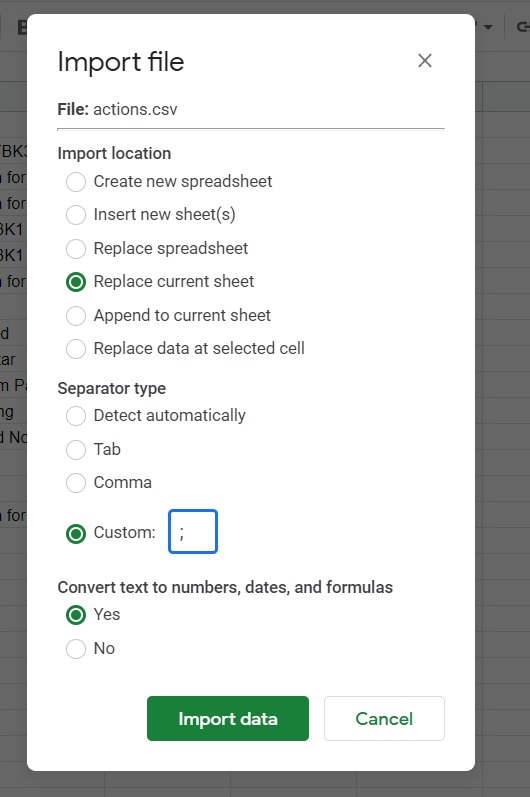 Import file
File: actions.csv
Import location
Create new spreadsheet
Insert new sheet(s)
Replace spreadsheet
Replace current sheet
Append to current sheet
Replace data at selected cell
Separator type
Detect automatically
Tab
Comma
Custom: ;
Convert text to numbers, dates, and formulas
Yes
No
Import data
Cancel